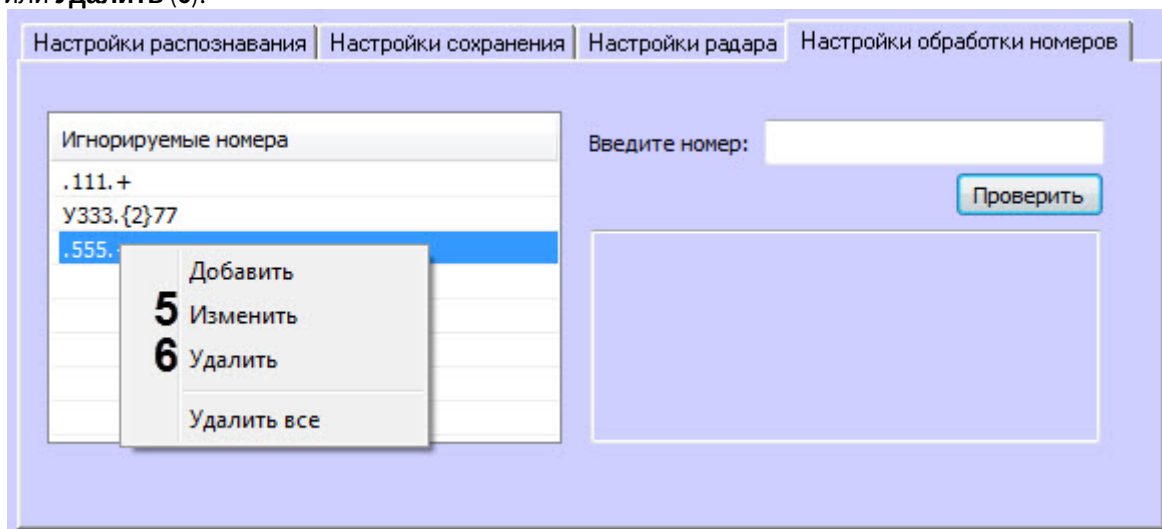 или Удалить (6).
Настройки распознавания Настройки сохранения Настройки радара Настройки обработки номеров
Игнорируемые номера
Введите номер:
.111.+
Проверить
У333.{2}77
.555.
Добавить
5 Изменить
6 Удалить
Удалить все